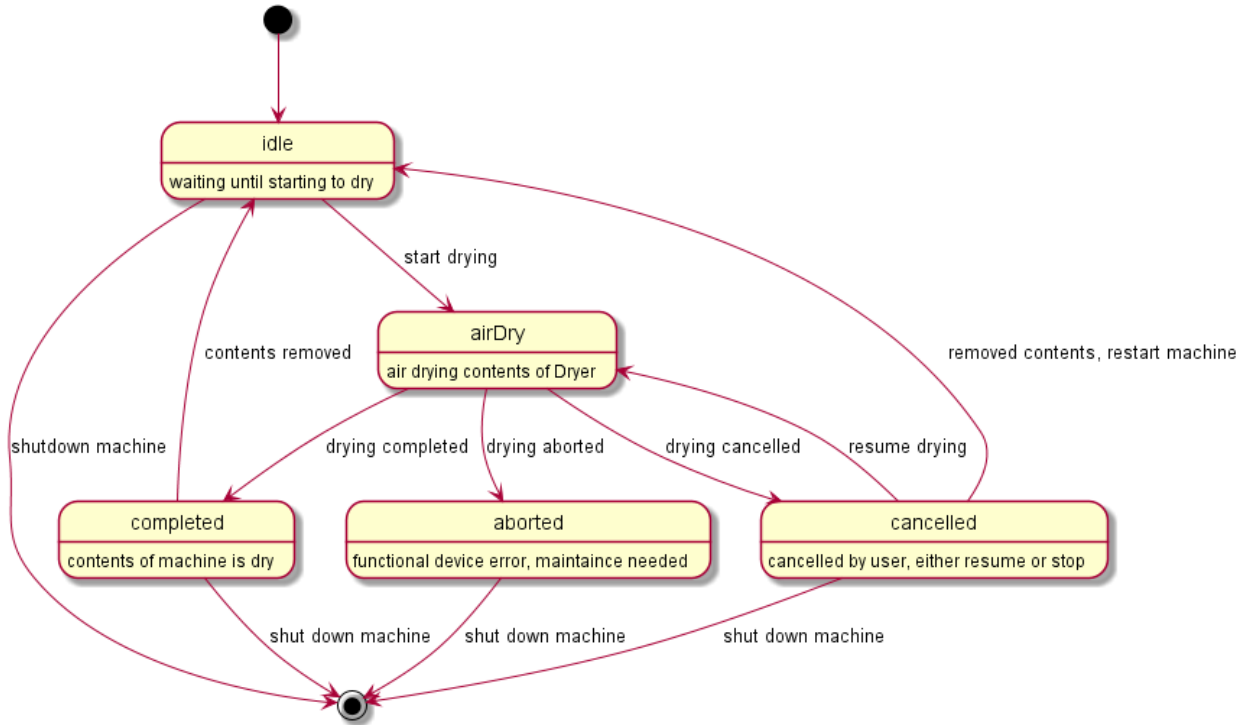 idle
waiting until starting to dry
start drying
airDry
air drying contents of Dryer
contents removed
removed contents, restart machine
shutdown machine
drying completed
drying aborted
drying cancelled
resume drying
completed
contents of machine is dry
aborted
functional device error, maintaince needed
cancelled
cancelled by user, either resume or stop
shut down machine
shut down machine
shut down machine